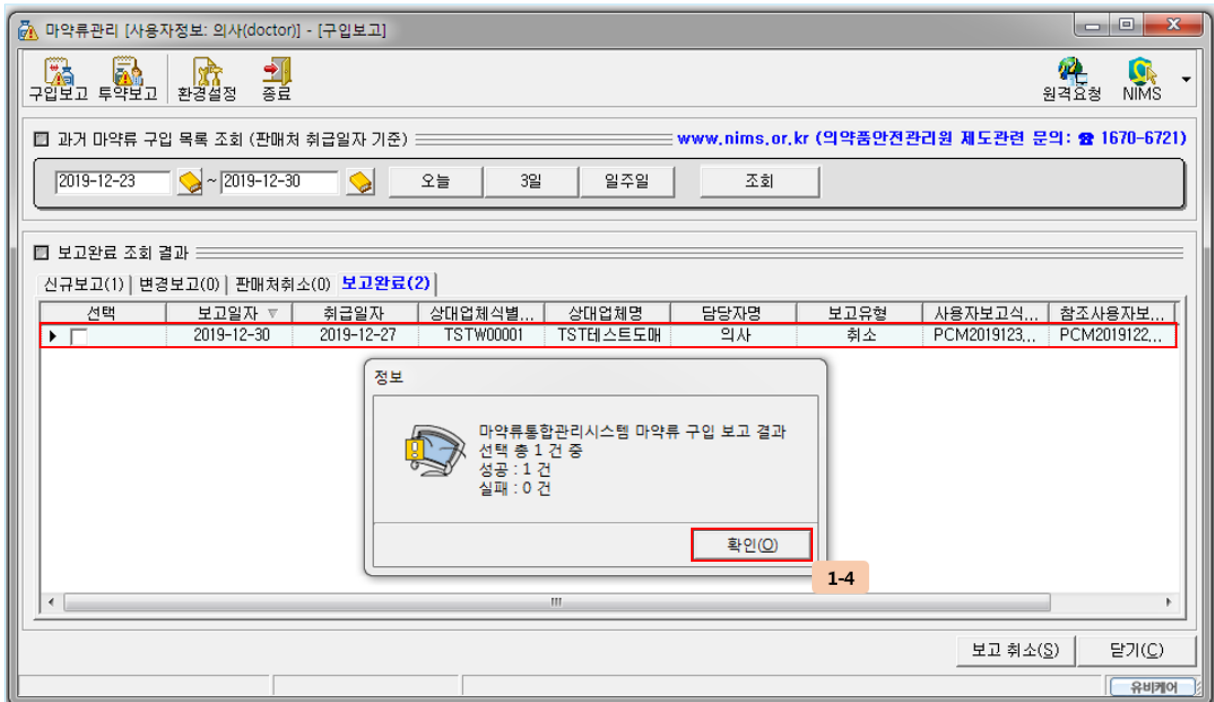 마약류관리 [사용자정보: 의사(doctor)] - [구입보고]
구입보고 투약보고 환경설정 종료 원격요청 NIMS
과거 마약류 구입 목록 조회 (판매처 취급일자 기준) www.nims.or.kr (의약품안전관리원 제도관련 문의: ☎ 1670-6721)
2019-12-23 ~ 2019-12-30 오늘 3일 일주일 조회
보고완료 조회 결과
신규보고(1) 변경보고(0) 판매처취소(0) 보고완료(2)
선택 보고일자 ▽ 취급일자 상대업체식별... 상대업체명 담당자명 보고유형 사용자보고식... 참조사용자보...
2019-12-30 2019-12-27 TSTW00001 TST테스트도매 의사 취소 PCM2019123... PCM2019122...
정보
마약류통합관리시스템 마약류 구입 보고 결과
선택 총 1 건 중
성공 : 1 건
실패 : 0 건
확인(O)
1-4
보고 취소(S) 닫기(C)
유비케어